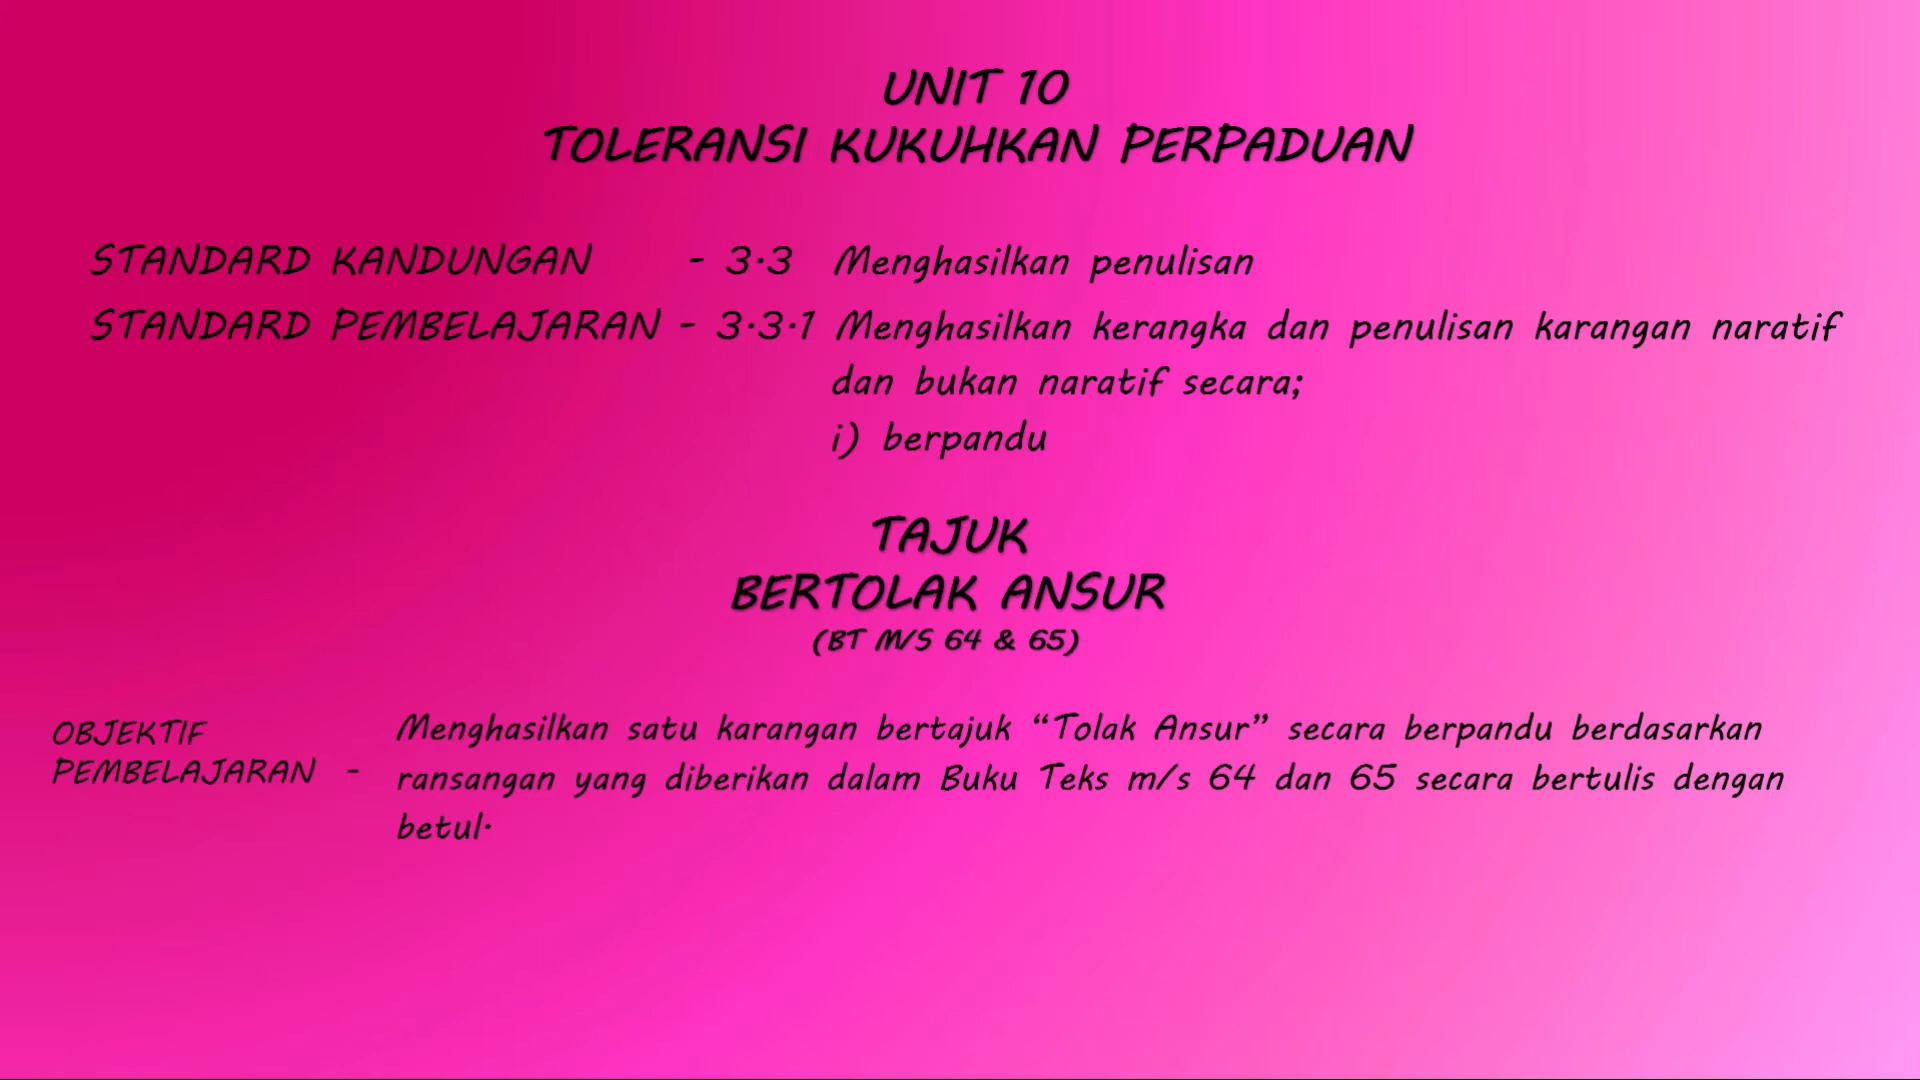 UNIT 10
TOLERANSI KUKUHKAN PERPADUAN
STANDARD KANDUNGAN - 3.3 Menghasilkan penulisan
STANDARD PEMBELAJARAN - 3.3.1 Menghasilkan kerangka dan penulisan karangan naratif
dan bukan naratif secara;
i) berpandu
TAJUK
BERTOLAK ANSUR
(BT M/S 64 & 65)
OBJEKTIF
PEMBELAJARAN -
Menghasilkan satu karangan bertajuk “Tolak Ansur” secara berpandu berdasarkan
ransangan yang diberikan dalam Buku Teks m/s 64 dan 65 secara bertulis dengan
betul.